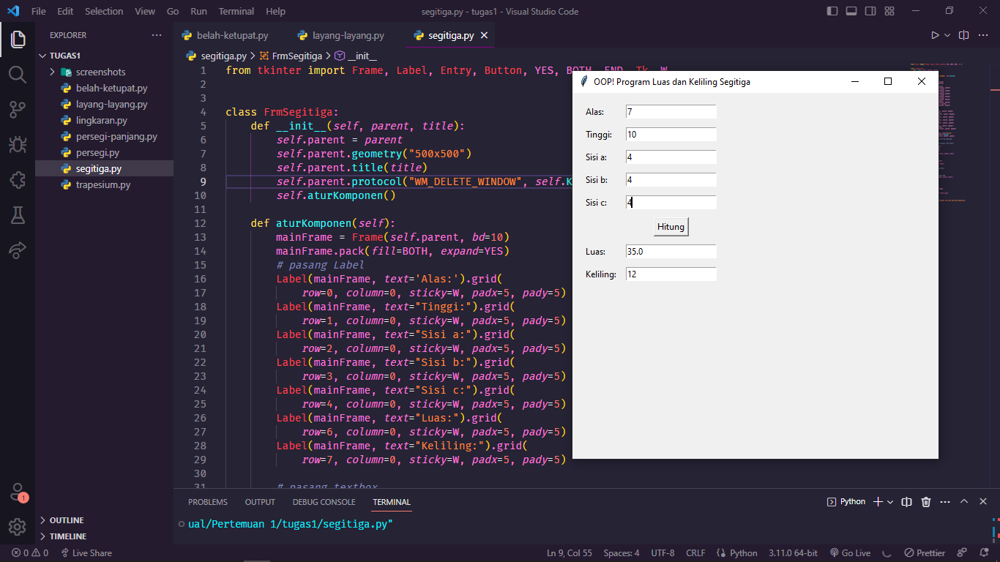 File Edit Selection View Go Run Terminal Help
segitiga.py - tugas1 - Visual Studio Code
EXPLORER
TUGAS1
screenshots
belah-ketupat.py
layang-layang.py
lingkaran.py
persegi-panjang.py
persegi.py
segitiga.py
trapesium.py
OUTLINE
TIMELINE
belah-ketupat.py layang-layang.py segitiga.py
segitiga.py > FrmSegitiga > __init__
1 from tkinter import Frame, Label, Entry, Button, YES, BOTH, END, Tk, W
2
3
4 class FrmSegitiga:
5 def __init__(self, parent, title):
6 self.parent = parent
7 self.parent.geometry("500x500")
8 self.parent.title(title)
9 self.parent.protocol("WM_DELETE_WINDOW", self.K
10 self.aturKomponen()
11
12 def aturKomponen(self):
13 mainFrame = Frame(self.parent, bd=10)
14 mainFrame.pack(fill=BOTH, expand=YES)
15 # pasang Label
16 Label(mainFrame, text='Alas:').grid(
17 row=0, column=0, sticky=W, padx=5, pady=5)
18 Label(mainFrame, text="Tinggi:").grid(
19 row=1, column=0, sticky=W, padx=5, pady=5)
20 Label(mainFrame, text="Sisi a:").grid(
21 row=2, column=0, sticky=W, padx=5, pady=5)
22 Label(mainFrame, text="Sisi b:").grid(
23 row=3, column=0, sticky=W, padx=5, pady=5)
24 Label(mainFrame, text="Sisi c:").grid(
25 row=4, column=0, sticky=W, padx=5, pady=5)
26 Label(mainFrame, text="Luas:").grid(
27 row=6, column=0, sticky=W, padx=5, pady=5)
28 Label(mainFrame, text="Keliling:").grid(
29 row=7, column=0, sticky=W, padx=5, pady=5)
30
31 # pasang textbox
OOP! Program Luas dan Keliling Segitiga
Alas: 7
Tinggi: 10
Sisi a: 4
Sisi b: 4
Sisi c: 4
Hitung
Luas: 35.0
Keliling: 12
PROBLEMS OUTPUT DEBUG CONSOLE TERMINAL
Python
ual/Pertemuan 1/tugas1/segitiga.py"
1
0 0 Live Share
Ln 9, Col 55 Spaces: 4 UTF-8 CRLF Python 3.11.0 64-bit Go Live Prettier